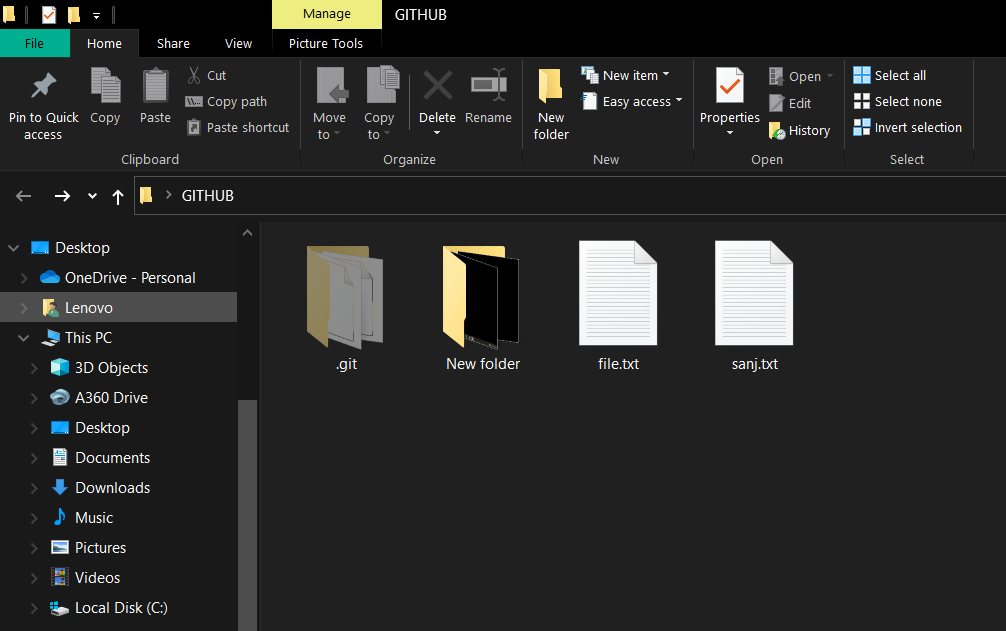 Manage
GITHUB
File
Home
Share
View
Picture Tools
Pin to Quick
access
Copy
Paste
Cut
Copy path
Paste shortcut
Clipboard
Move
to
Copy
to
Delete
Rename
Organize
New
folder
New item
Easy access
New
Properties
Open
Edit
History
Open
Select all
Select none
Invert selection
Select
GITHUB
Desktop
OneDrive - Personal
Lenovo
This PC
3D Objects
A360 Drive
Desktop
Documents
Downloads
Music
Pictures
Videos
Local Disk (C:)
.git
New folder
file.txt
sanj.txt